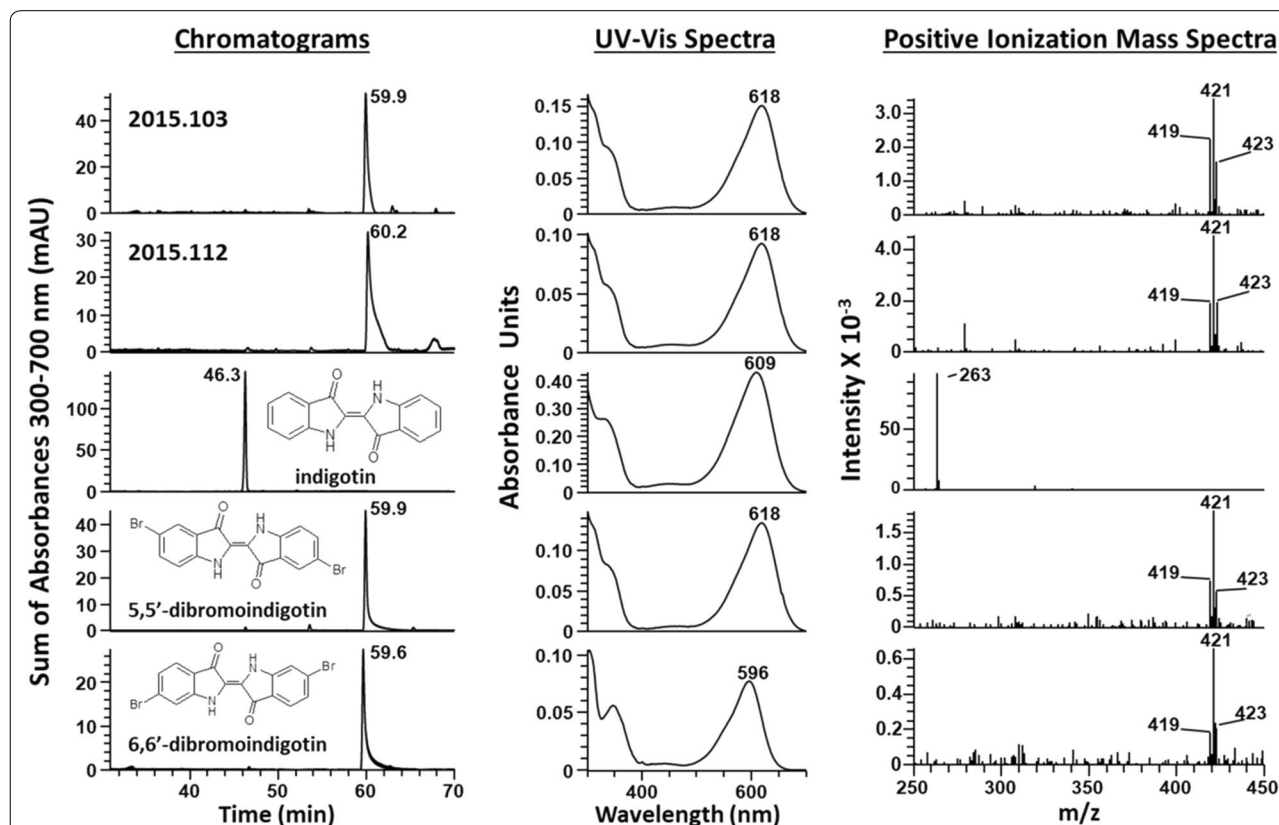 Chromatograms
UV-Vis Spectra
Positive Ionization Mass Spectra
Sum of Absorbances 300-700 nm (mAU)
2015.103
59.9
40
20
0
2015.112
60.2
30
20
10
0
46.3
100
50
0
O
HN
N
H
O
indigotin
59.9
40
30
20
10
0
Br
O
HN
N
H
O
Br
5,5’-dibromoindigotin
59.6
20
10
0
O
HN
Br
Br
N
H
O
6,6’-dibromoindigotin
40 50 60 70
Time (min)
Absorbance Units
618
0.15
0.10
0.05
0
618
0.10
0.05
0
609
0.40
0.30
0.20
0.10
0
618
0.10
0.05
0
596
0.10
0.05
0
400 600
Wavelength (nm)
Intensity X 10⁻³
421
419
423
3.0
2.0
1.0
0
421
419
423
4.0
2.0
0
263
50
0
421
419
423
1.5
1.0
0.5
0
421
419
423
0.6
0.4
0.2
0
250 300 350 400 450
m/z